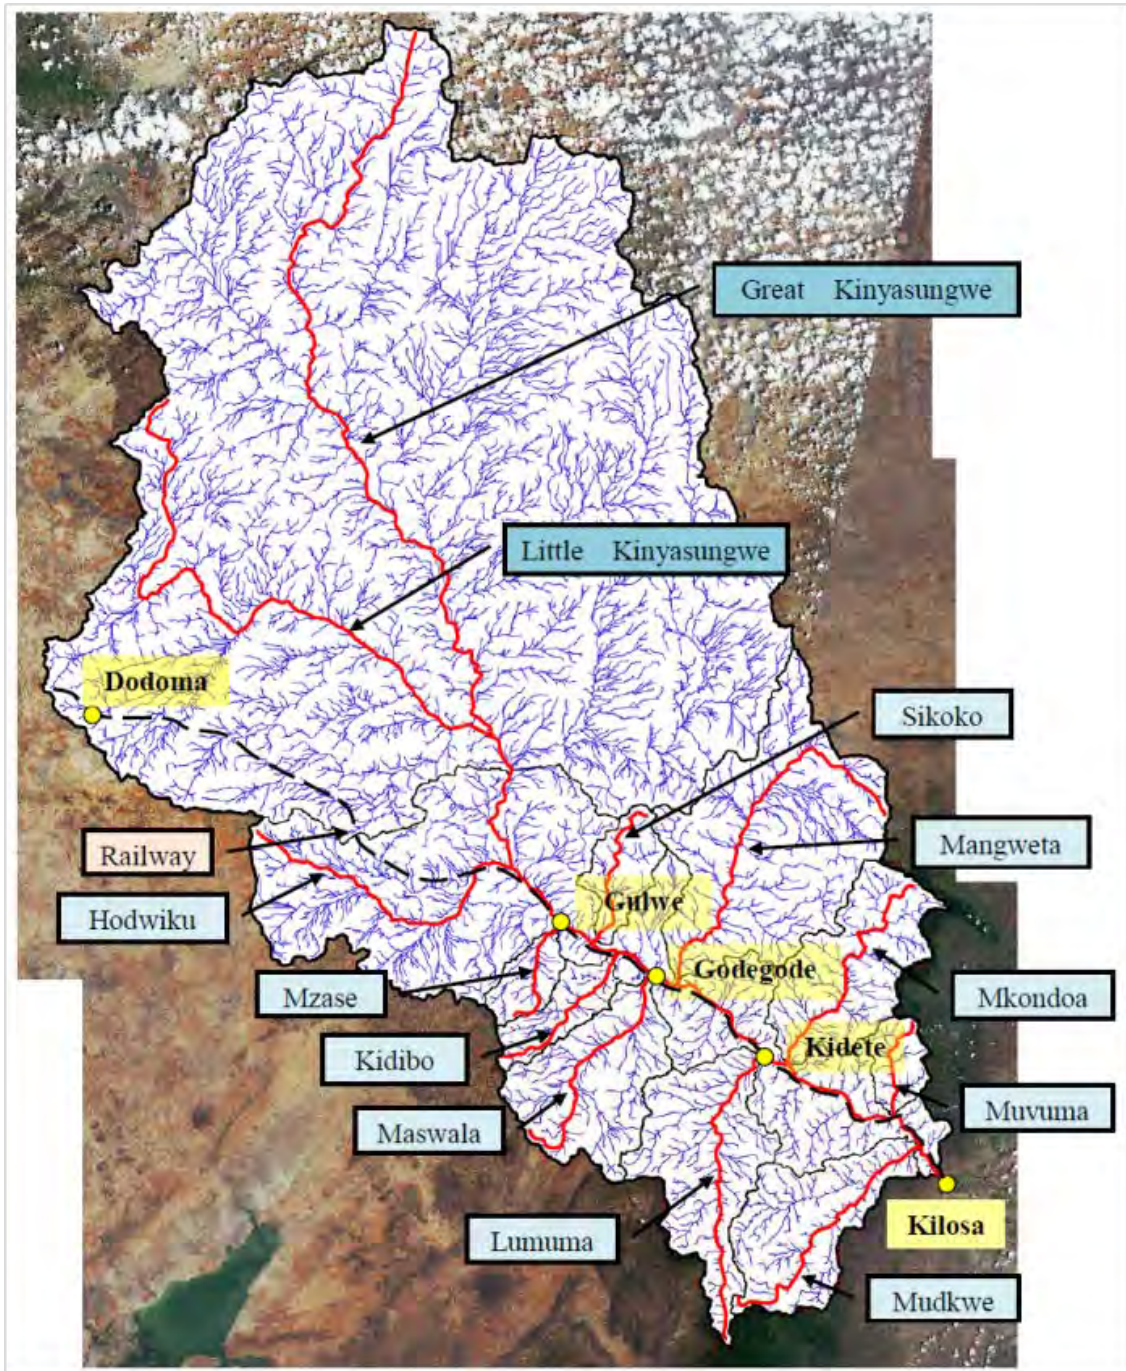 Great Kinyasungwe
Little Kinyasungwe
Dodoma
Sikoko
Railway
Mangweta
Hodwiku
Gulwe
Godegode
Mzase
Mkondoa
Kidibo
Kidete
Maswala
Muvuma
Kilosa
Lumuma
Mudkwe